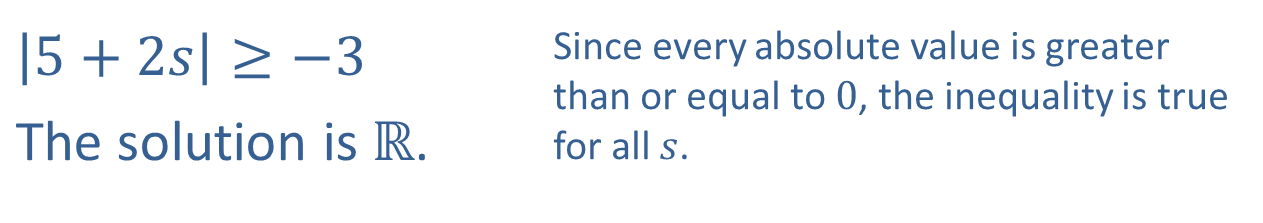 |5 + 2s| ≥ −3
The solution is ℝ.
Since every absolute value is greater
than or equal to 0, the inequality is true
for all s.